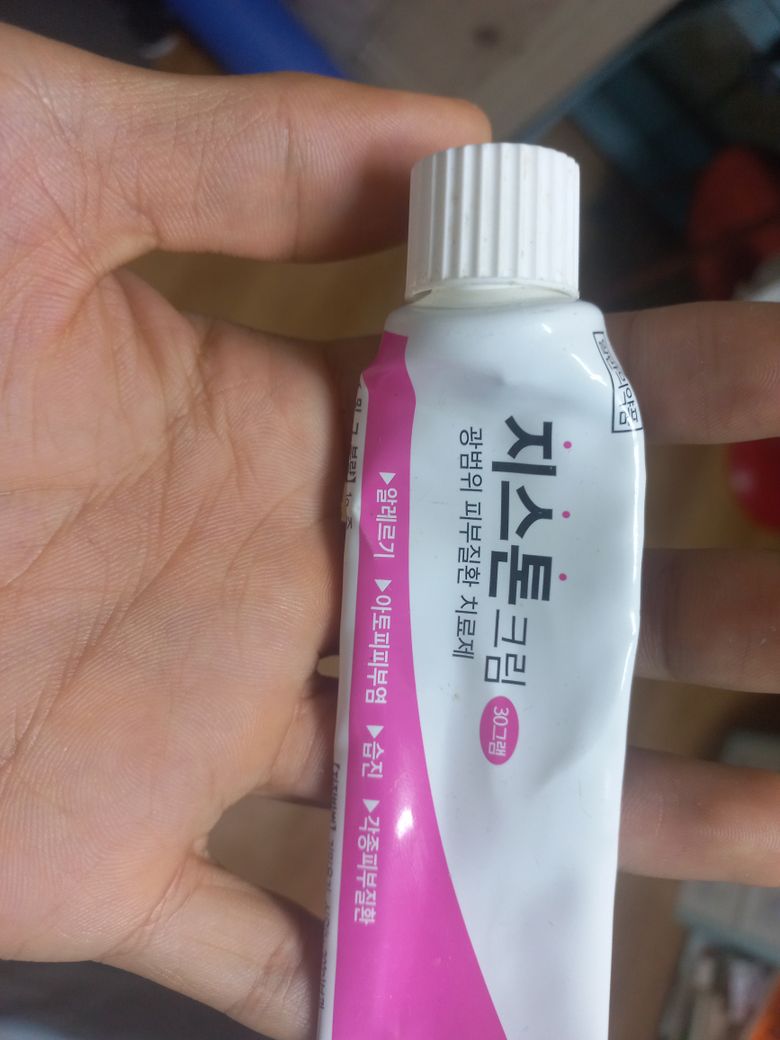 일반의약품
지스톤크림
광범위 피부질환 치료제
30그램
▶알레르기 ▶아토피피부염 ▶습진 ▶각종피부질환